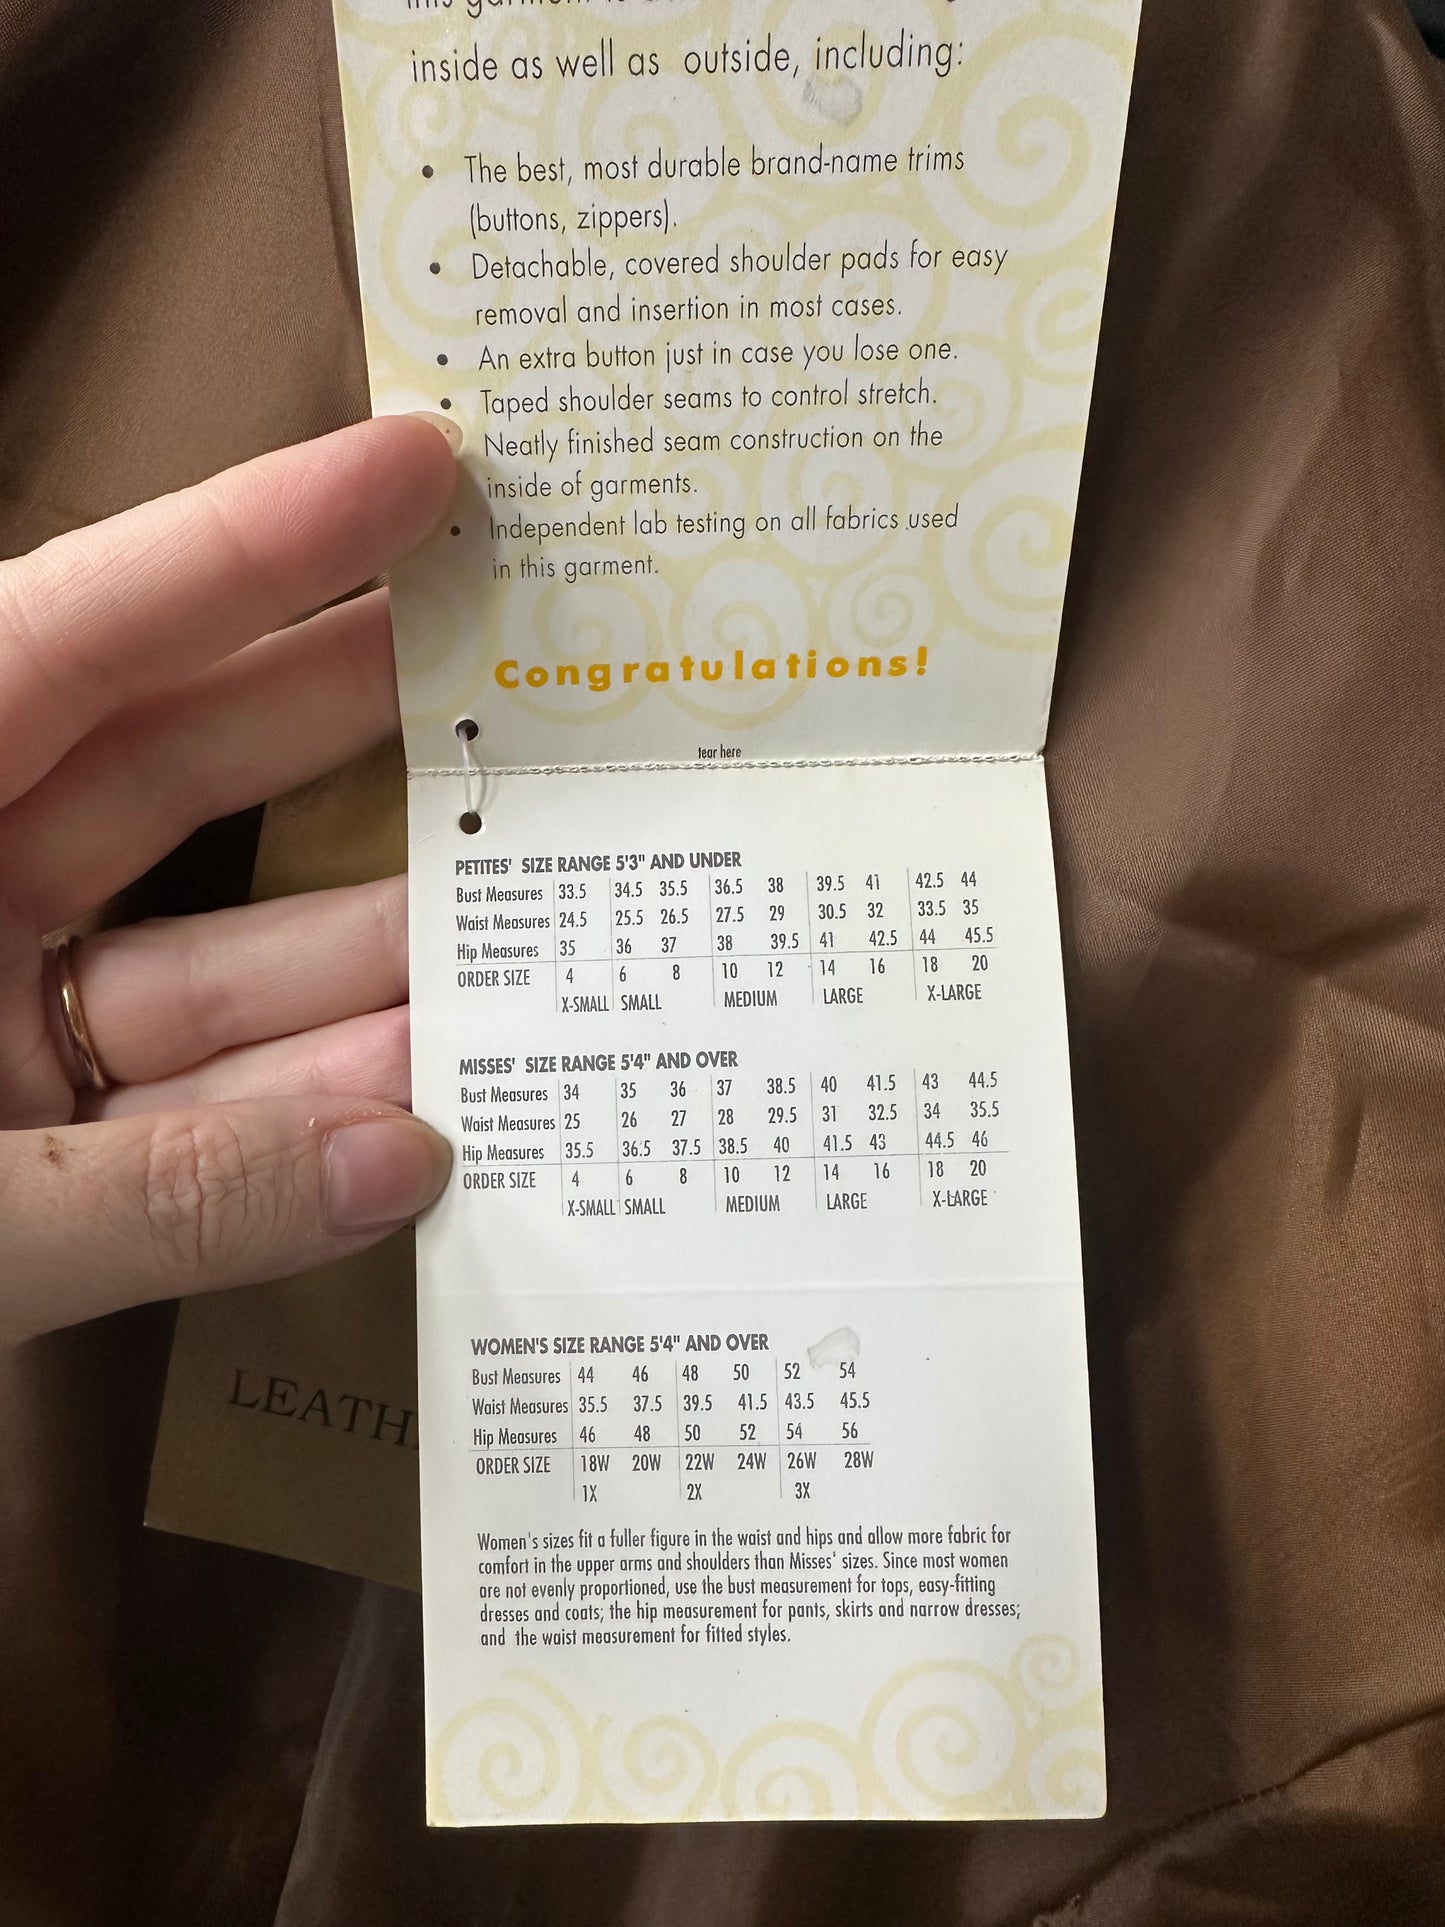 inside as well as outside, including:
• The best, most durable brand-name trims
(buttons, zippers).
• Detachable, covered shoulder pads for easy
removal and insertion in most cases.
• An extra button just in case you lose one.
• Taped shoulder seams to control stretch.
Neatly finished seam construction on the
inside of garments.
• Independent lab testing on all fabrics used
in this garment.
Congratulations!
tear here
PETITES' SIZE RANGE 5'3" AND UNDER
Bust Measures 33.5 34.5 35.5 36.5 38 39.5 41 42.5 44
Waist Measures 24.5 25.5 26.5 27.5 29 30.5 32 33.5 35
Hip Measures 35 36 37 38 39.5 41 42.5 44 45.5
ORDER SIZE 4 6 8 10 12 14 16 18 20
X-SMALL SMALL MEDIUM LARGE X-LARGE
MISSES' SIZE RANGE 5'4" AND OVER
Bust Measures 34 35 36 37 38.5 40 41.5 43 44.5
Waist Measures 25 26 27 28 29.5 31 32.5 34 35.5
Hip Measures 35.5 36.5 37.5 38.5 40 41.5 43 44.5 46
ORDER SIZE 4 6 8 10 12 14 16 18 20
X-SMALL SMALL MEDIUM LARGE X-LARGE
WOMEN'S SIZE RANGE 5'4" AND OVER
Bust Measures 44 46 48 50 52 54
Waist Measures 35.5 37.5 39.5 41.5 43.5 45.5
Hip Measures 46 48 50 52 54 56
ORDER SIZE 18W 20W 22W 24W 26W 28W
1X 2X 3X
LEATH
Women's sizes fit a fuller figure in the waist and hips and allow more fabric for
comfort in the upper arms and shoulders than Misses' sizes. Since most women
are not evenly proportioned, use the bust measurement for tops, easy-fitting
dresses and coats; the hip measurement for pants, skirts and narrow dresses;
and the waist measurement for fitted styles.